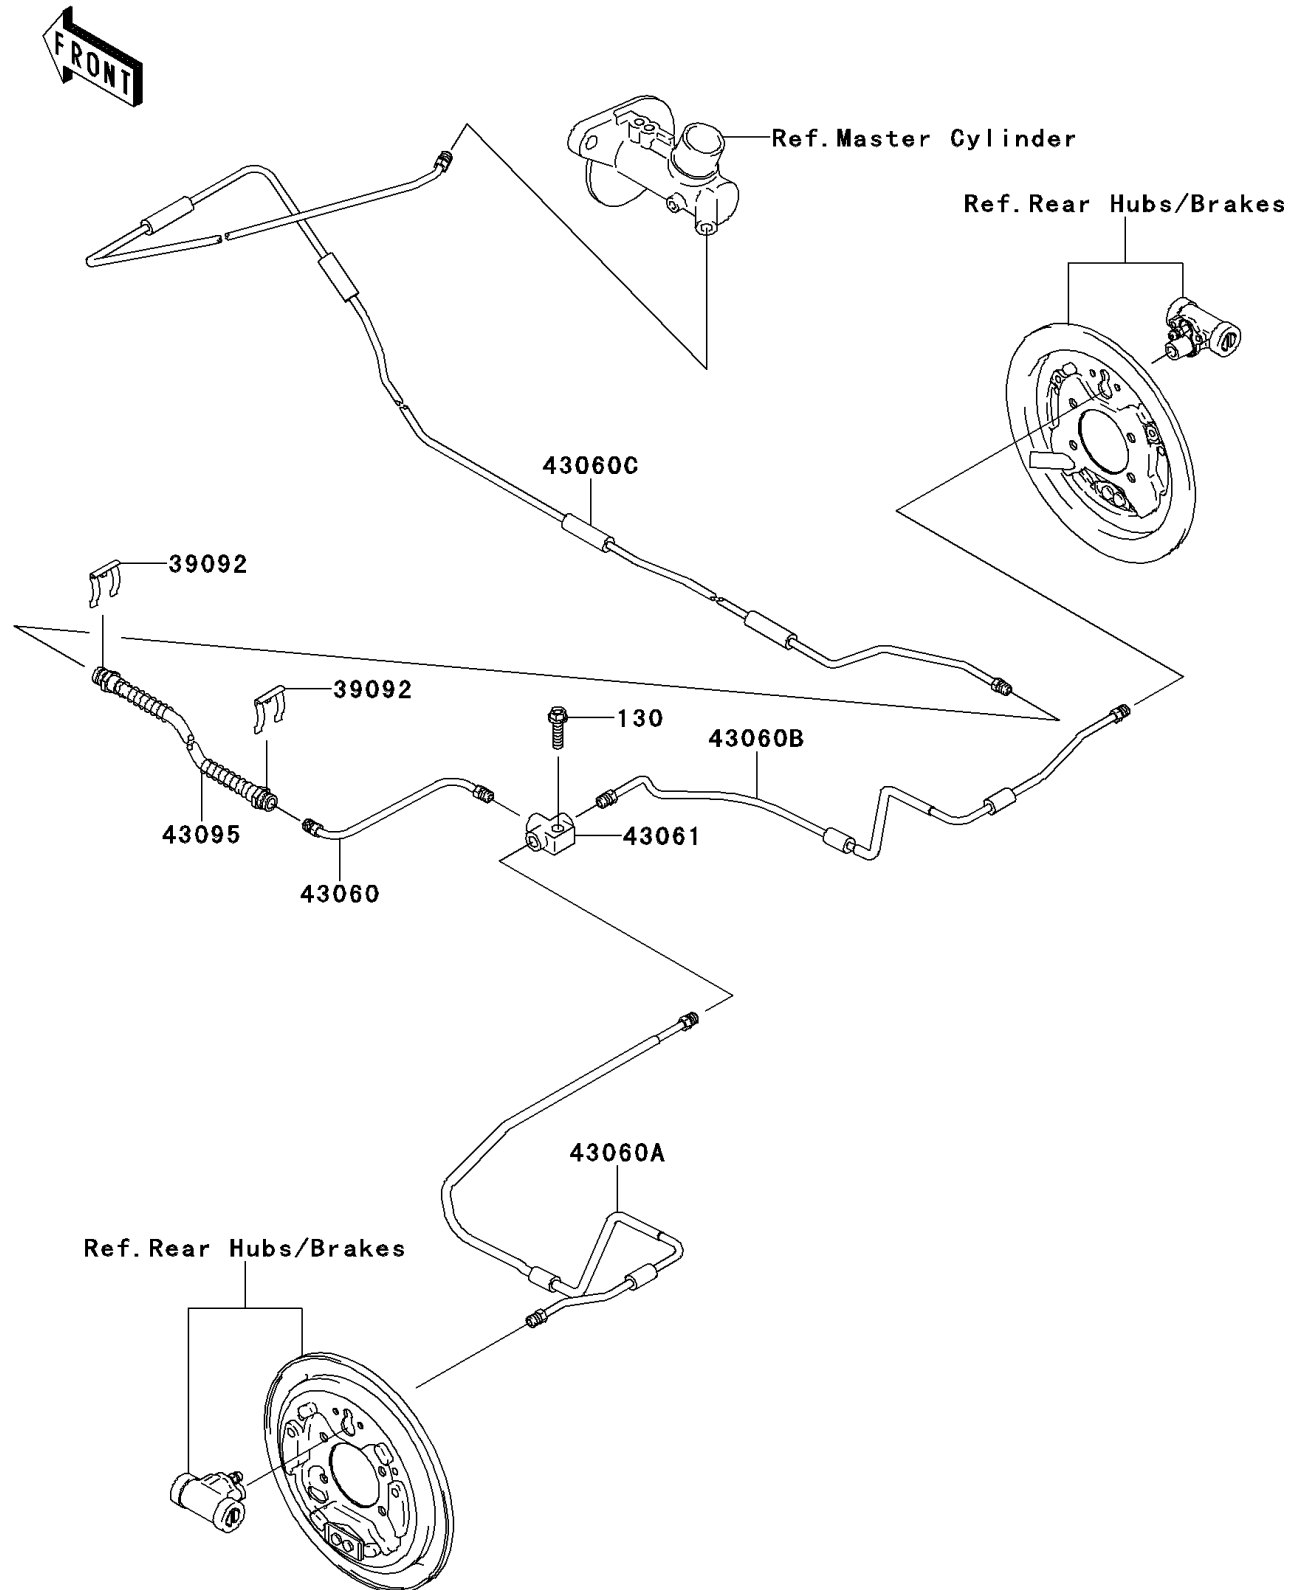 FRONT
Ref.Master Cylinder
Ref.Rear Hubs/Brakes
43060C
39092
39092
130
43060B
43095
43061
43060
43060A
Ref.Rear Hubs/Brakes